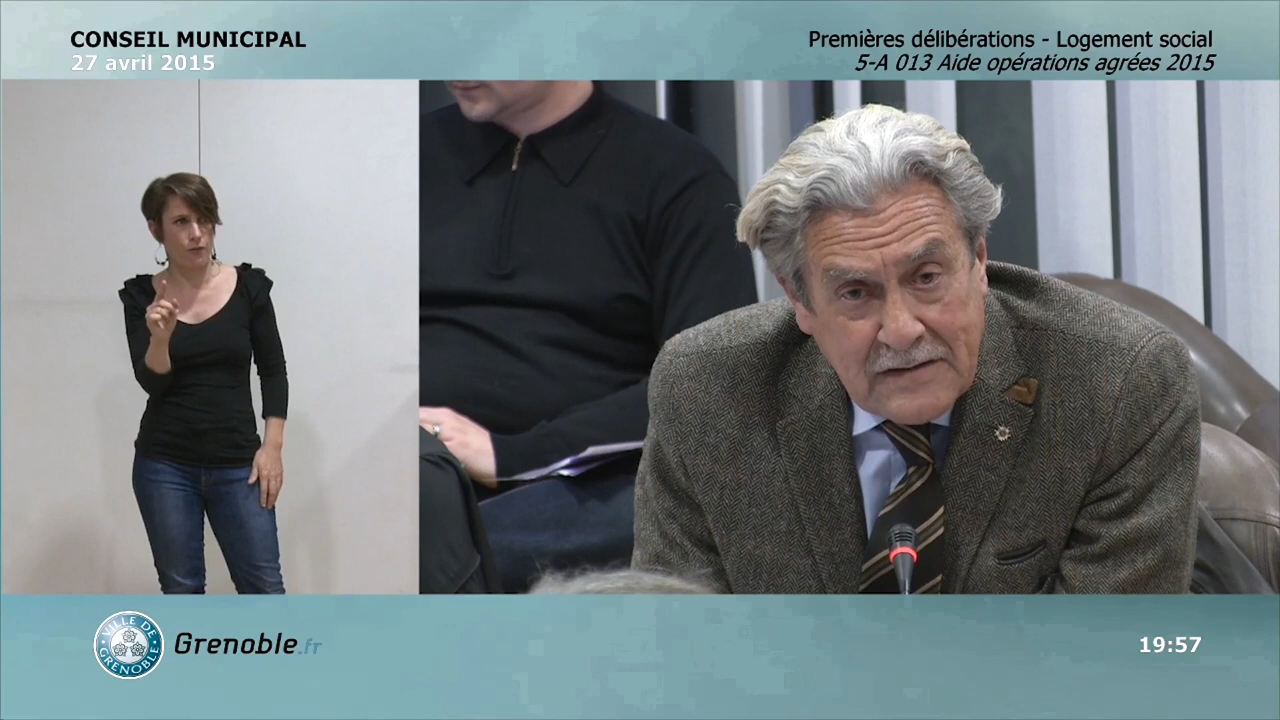 CONSEIL MUNICIPAL
27 avril 2015
Premières délibérations - Logement social
5-A 013 Aide opérations agrées 2015
VILLE DE
GRENOBLE
Grenoble.fr
19:57